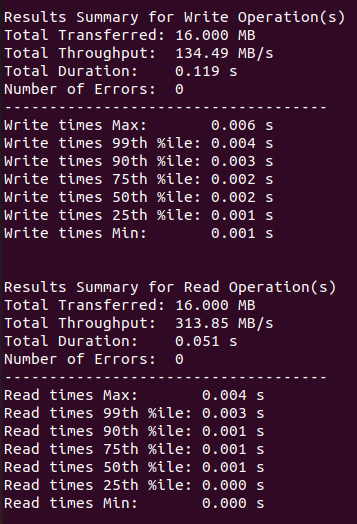 Results Summary for Write Operation(s)
Total Transferred: 16.000 MB
Total Throughput:  134.49 MB/s
Total Duration:    0.119 s
Number of Errors:  0
------------------------------------
Write times Max:       0.006 s
Write times 99th %ile: 0.004 s
Write times 90th %ile: 0.003 s
Write times 75th %ile: 0.002 s
Write times 50th %ile: 0.002 s
Write times 25th %ile: 0.001 s
Write times Min:       0.001 s
Results Summary for Read Operation(s)
Total Transferred: 16.000 MB
Total Throughput:  313.85 MB/s
Total Duration:    0.051 s
Number of Errors:  0
------------------------------------
Read times Max:       0.004 s
Read times 99th %ile: 0.003 s
Read times 90th %ile: 0.001 s
Read times 75th %ile: 0.001 s
Read times 50th %ile: 0.001 s
Read times 25th %ile: 0.000 s
Read times Min:       0.000 s